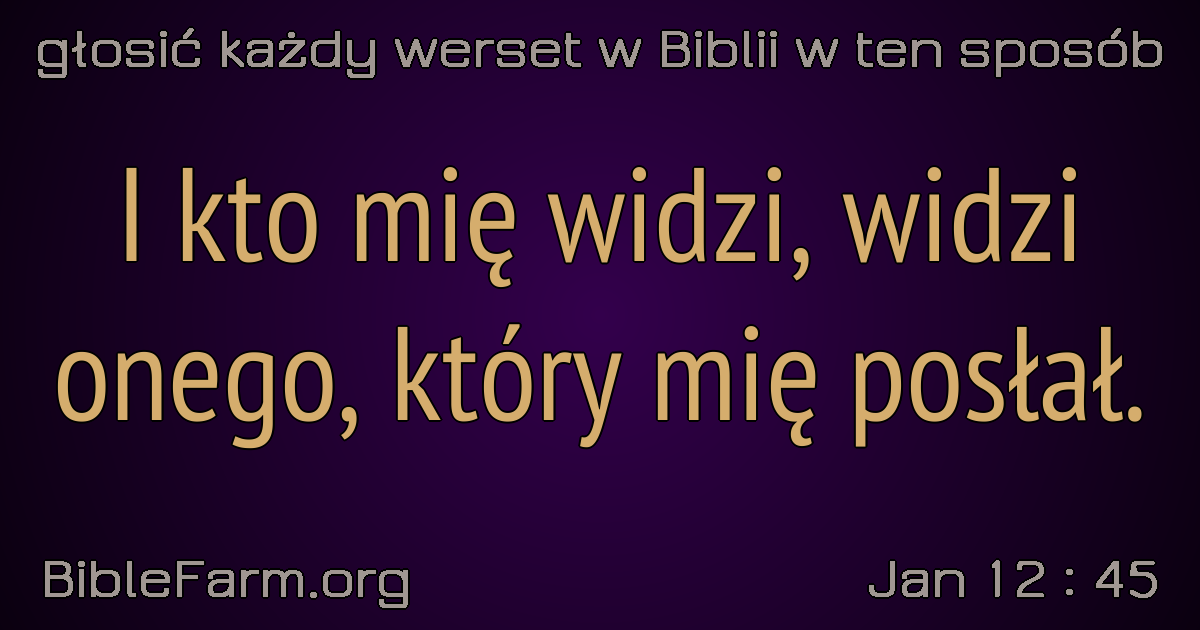 głosić każdy werset w Biblii w ten sposób
I kto mię widzi, widzi
onego, który mię posłał.
BibleFarm.org
Jan 12 : 45